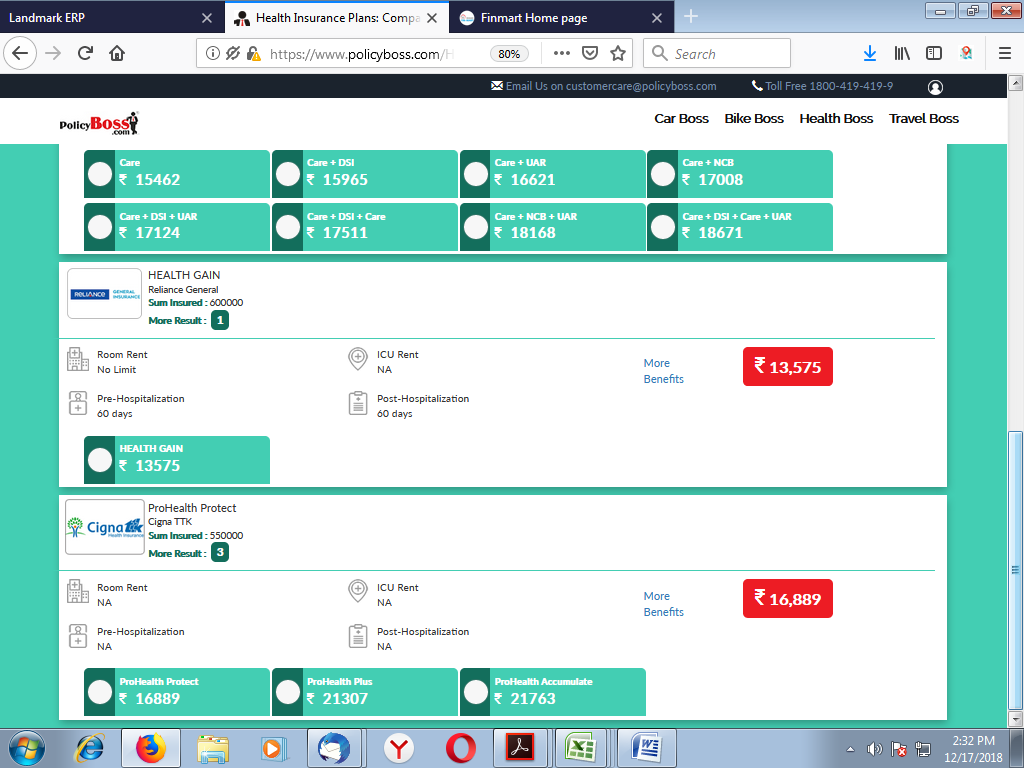 Landmark ERP
Health Insurance Plans: Compa
Finmart Home page
https://www.policyboss.com/H
80%
Search
Email Us on customercare@policyboss.com
Toll Free 1800-419-419-9
PolicyBoss.com
Car Boss
Bike Boss
Health Boss
Travel Boss
Care
₹ 15462
Care + DSI
₹ 15965
Care + UAR
₹ 16621
Care + NCB
₹ 17008
Care + DSI + UAR
₹ 17124
Care + DSI + Care
₹ 17511
Care + NCB + UAR
₹ 18168
Care + DSI + Care + UAR
₹ 18671
RELIANCE GENERAL INSURANCE
HEALTH GAIN
Reliance General
Sum Insured : 600000
More Result : 1
Room Rent
No Limit
ICU Rent
NA
More
Benefits
₹ 13,575
Pre-Hospitalization
60 days
Post-Hospitalization
60 days
HEALTH GAIN
₹ 13575
Cigna ttk
Health Insurance
ProHealth Protect
Cigna TTK
Sum Insured : 550000
More Result : 3
Room Rent
NA
ICU Rent
NA
More
Benefits
₹ 16,889
Pre-Hospitalization
NA
Post-Hospitalization
NA
ProHealth Protect
₹ 16889
ProHealth Plus
₹ 21307
ProHealth Accumulate
₹ 21763
2:32 PM
12/17/2018